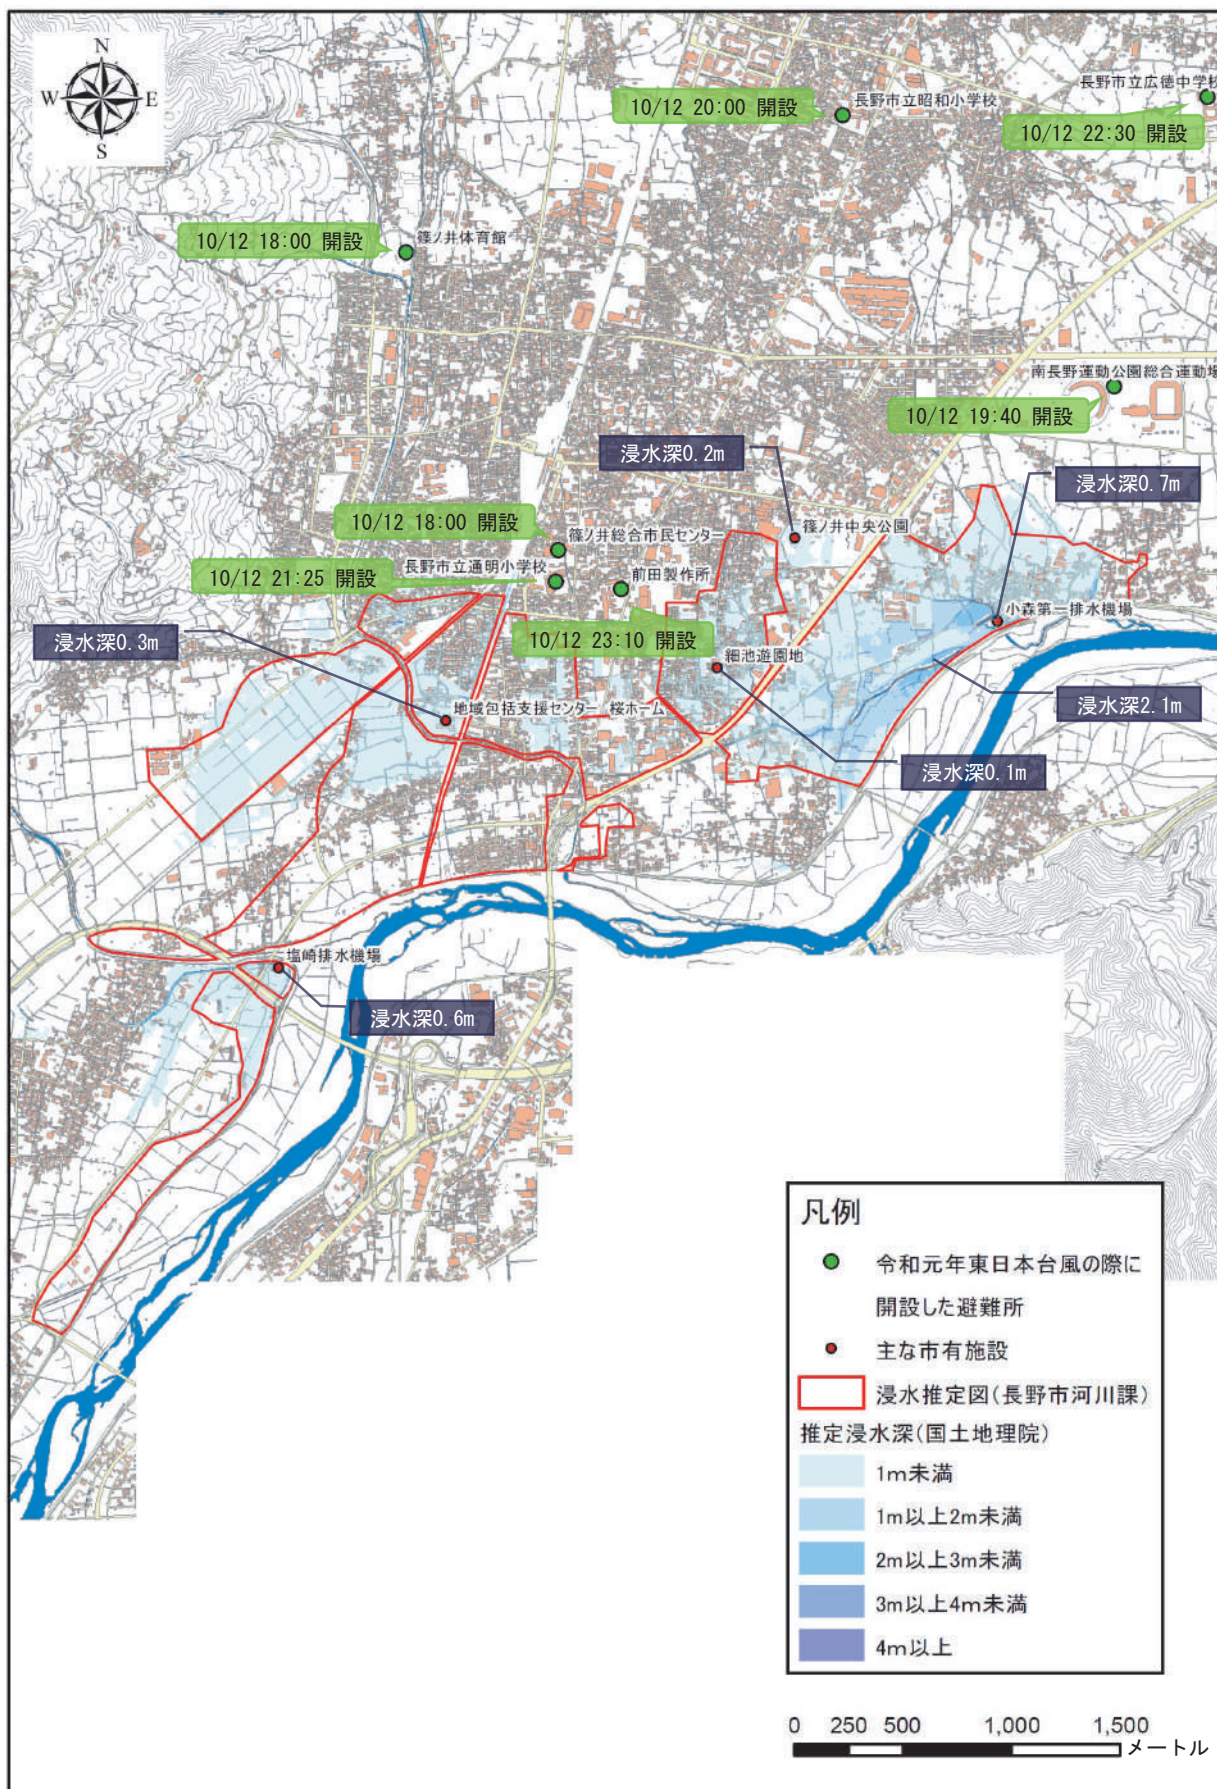 N
W
E
S
長野市立広徳中学校
10/12 20:00 開設
長野市立昭和小学校
10/12 22:30 開設
10/12 18:00 開設
篠ノ井体育館
南長野運動公園総合運動場
10/12 19:40 開設
浸水深0.2m
浸水深0.7m
10/12 18:00 開設
篠ノ井総合市民センター
篠ノ井中央公園
長野市立通明小学校
10/12 21:25 開設
前田製作所
小森第一排水機場
浸水深0.3m
10/12 23:10 開設
細池遊園地
地域包括支援センター 桜ホーム
浸水深2.1m
浸水深0.1m
塩崎排水機場
浸水深0.6m
凡例
令和元年東日本台風の際に
開設した避難所
主な市有施設
浸水推定図(長野市河川課)
推定浸水深(国土地理院)
1m未満
1m以上2m未満
2m以上3m未満
3m以上4m未満
4m以上
0 250 500 1,000 1,500
メートル